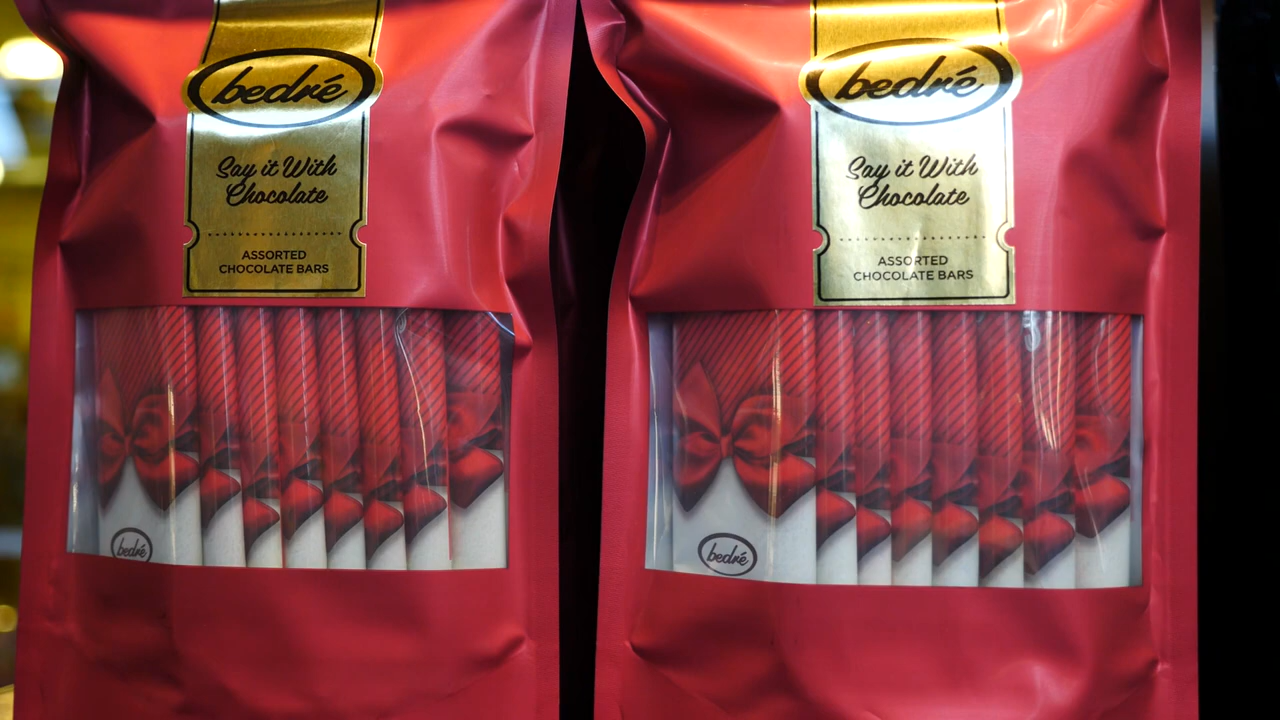 bedré
Say it With
Chocolate
ASSORTED
CHOCOLATE BARS
bedré
bedré
Say it With
Chocolate
ASSORTED
CHOCOLATE BARS
bedré